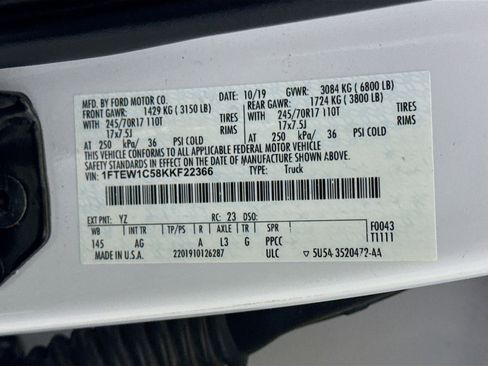 MFD. BY FORD MOTOR CO. 10/19 GVWR: 3084 KG ( 6800 LB)
FRONT GAWR: 1429 KG ( 3150 LB) REAR GAWR: 1724 KG ( 3800 LB)
WITH 245/70R17 110T TIRES WITH 245/70R17 110T TIRES
17x7.5J RIMS 17x7.5J RIMS
AT 250 kPa/ 36 PSI COLD AT 250 kPa/ 36 PSI COLD
THIS VEHICLE CONFORMS TO ALL APPLICABLE FEDERAL MOTOR VEHICLE
SAFETY STANDARDS IN EFFECT ON THE DATE OF MANUFACTURE SHOWN ABOVE.
VIN: 1FTEW1C58KKF22366 TYPE: Truck
EXT PNT: YZ RC: 23 DSO:
WB INT TR TP/PS R AXLE TR SPR F0043
145 AG A L3 G PPCC T1111
MADE IN U.S.A. 2201910126287 ULC ▽ 5U5A-3520472-AA